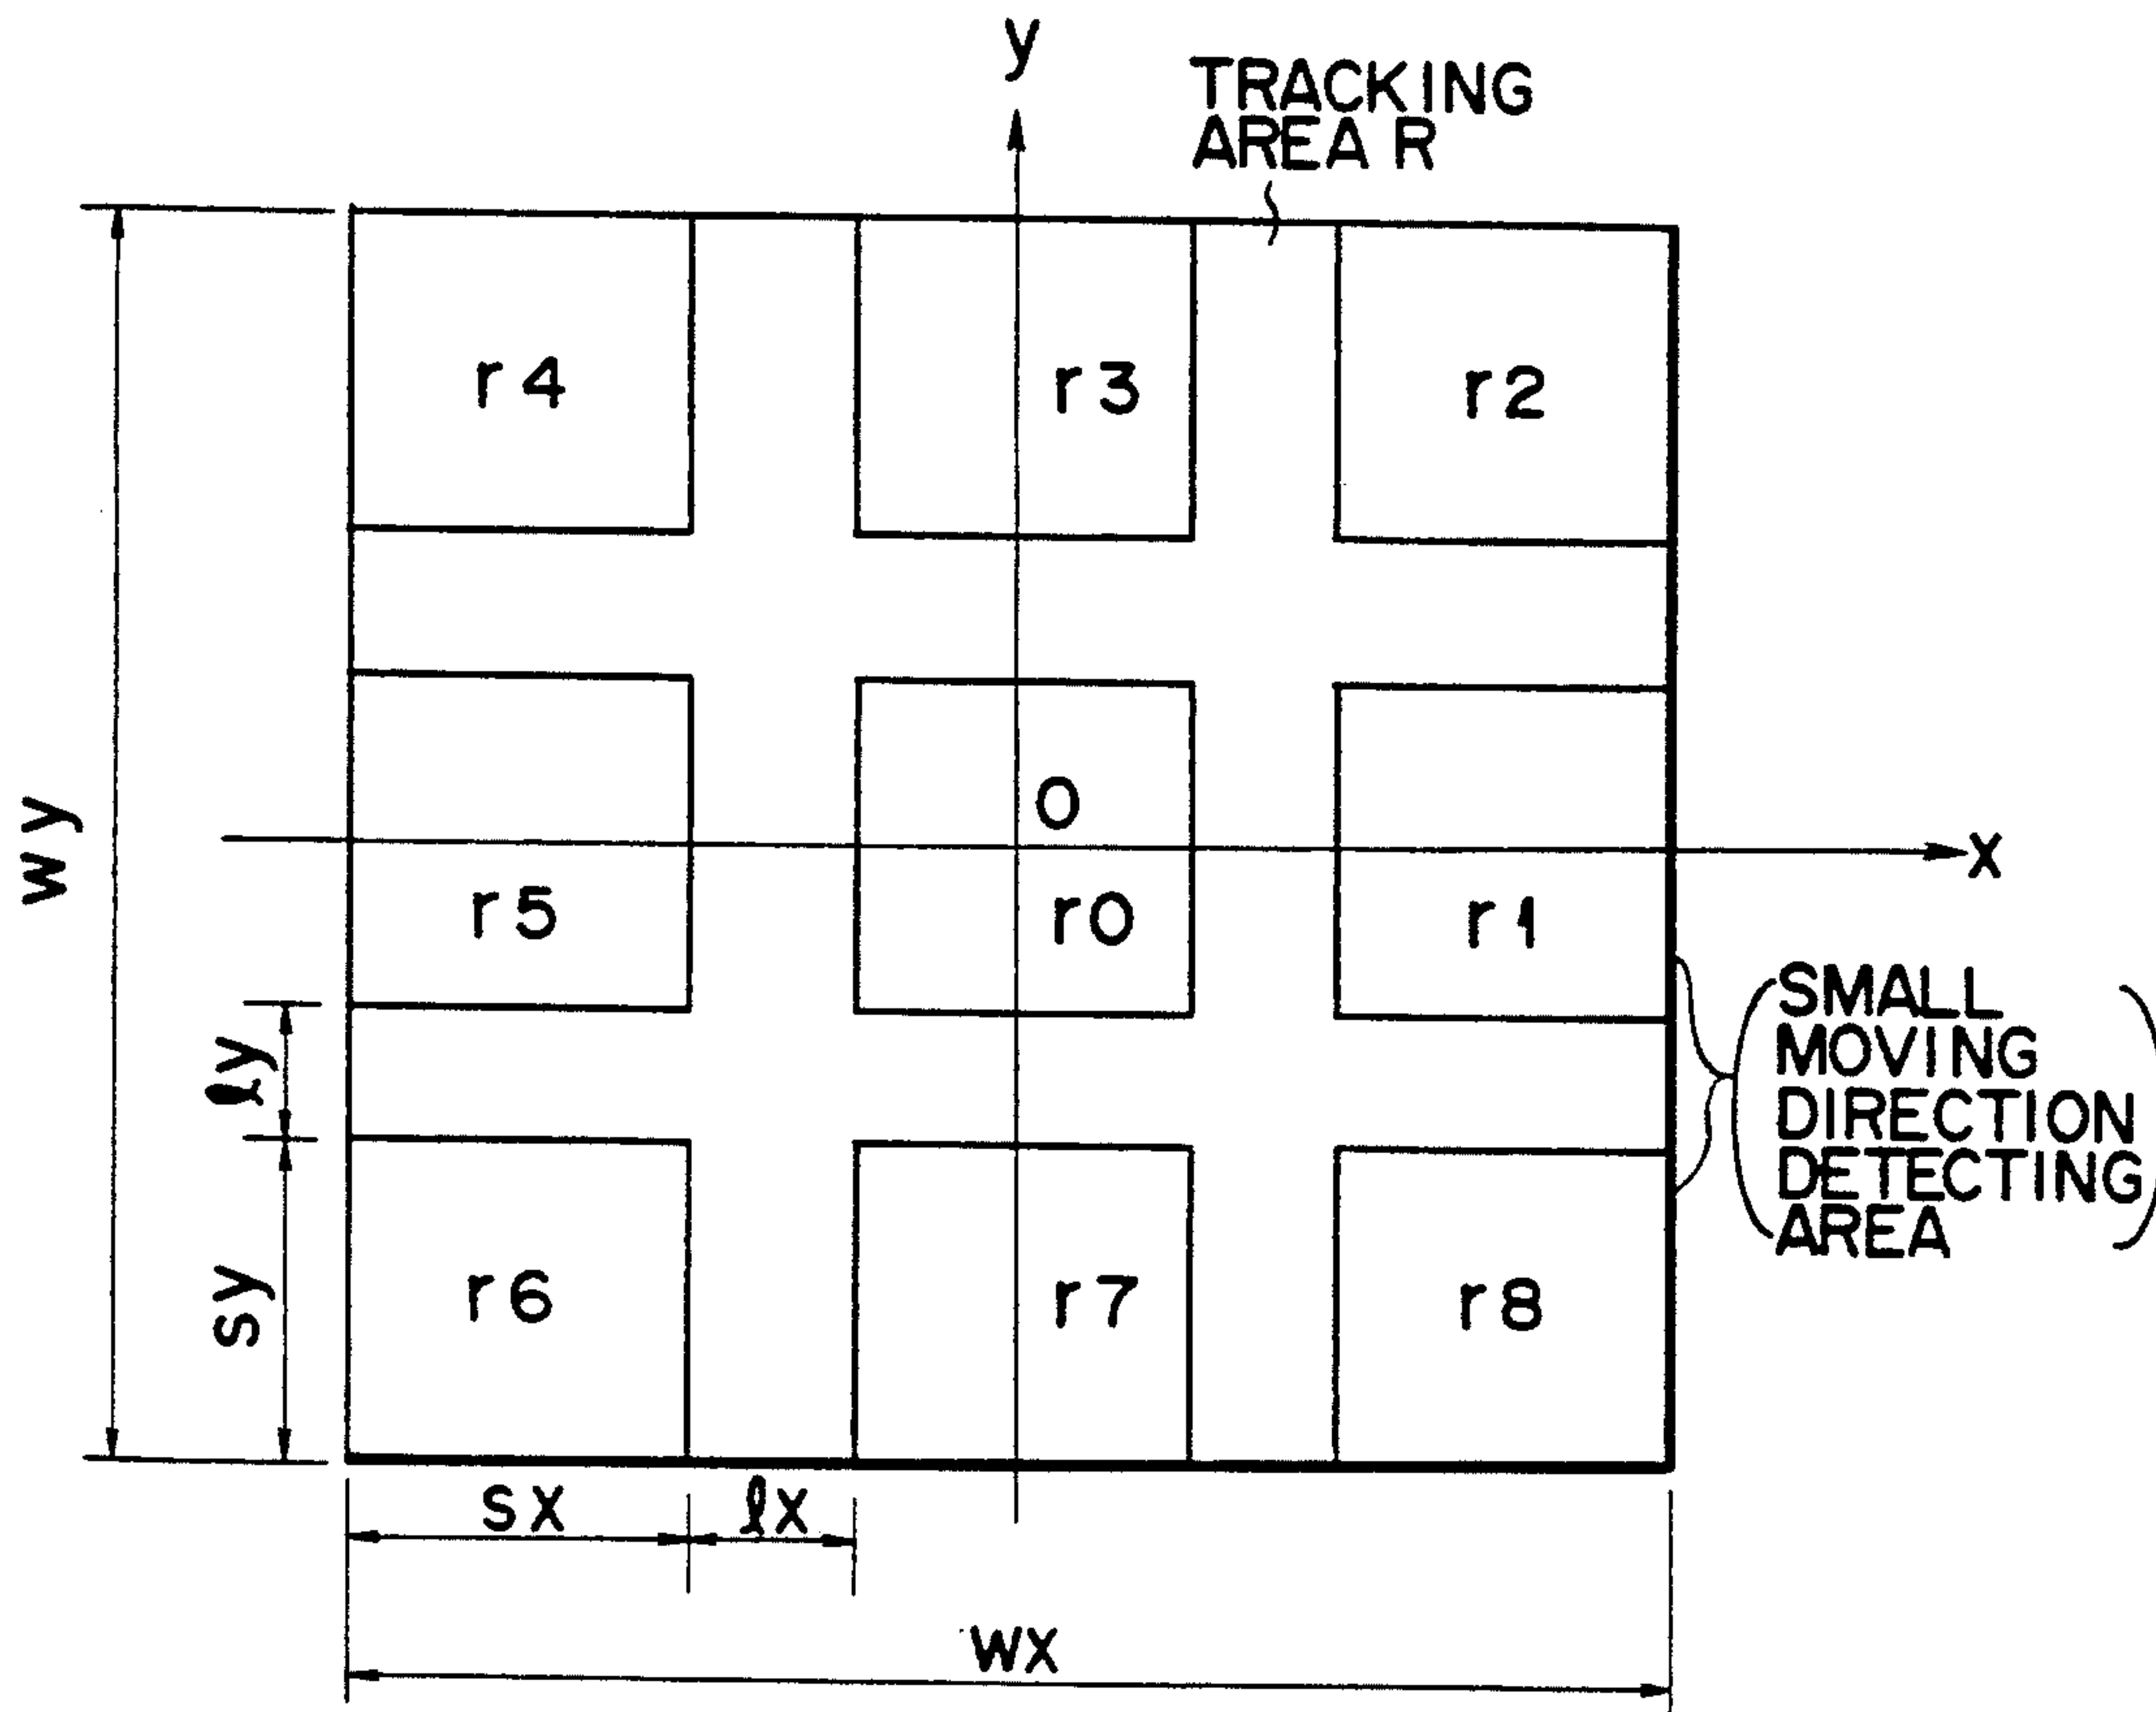 y
TRACKING
AREA R
r4
r3
r2
wy
O
x
r5
r0
r1
SMALL
MOVING
DIRECTION
DETECTING
AREA
ℓy
sy
r6
r7
r8
sx
ℓx
wx